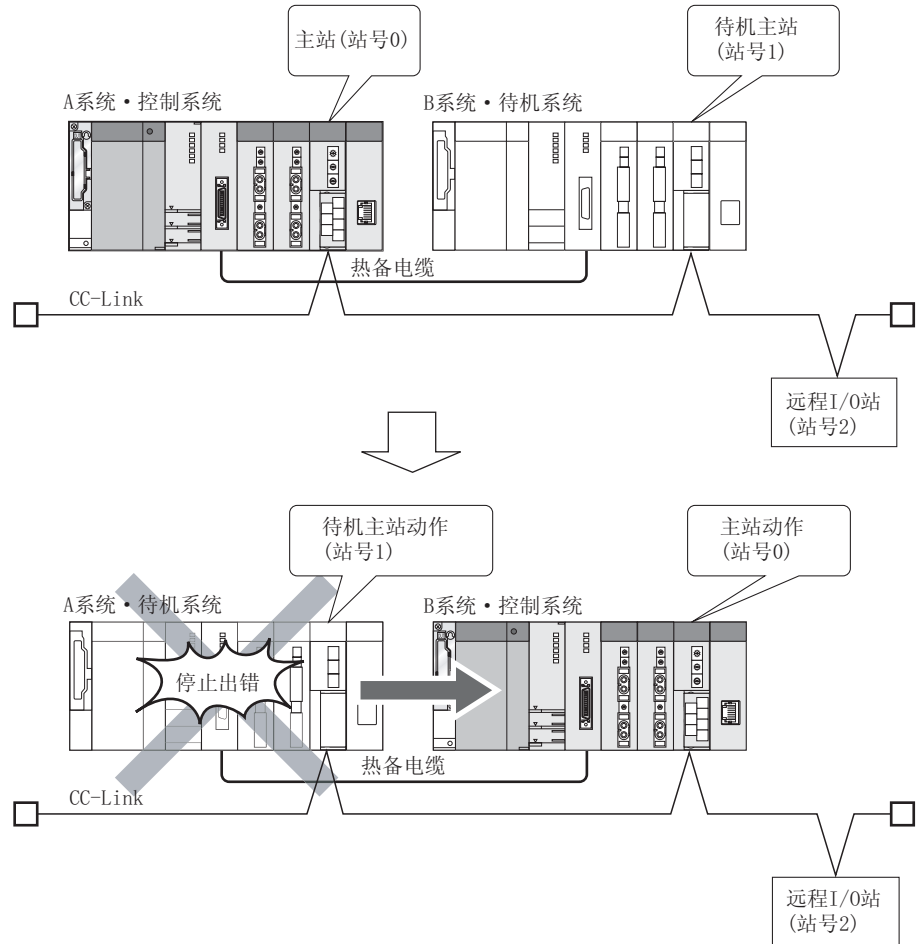 主站(站号0)
待机主站
(站号1)
A系统·控制系统
B系统·待机系统
热备电缆
CC-Link
远程I/O站
(站号2)
待机主站动作
(站号1)
主站动作
(站号0)
A系统·待机系统
B系统·控制系统
停止出错
热备电缆
CC-Link
远程I/O站
(站号2)